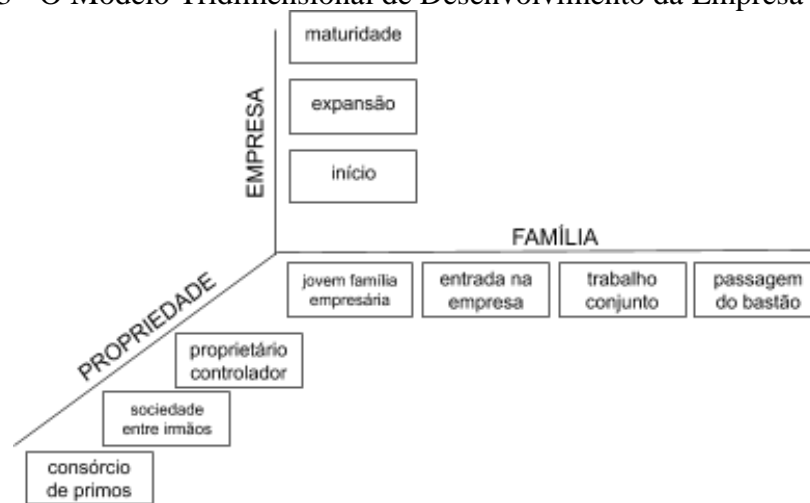 O Modelo Tridimensional de Desenvolvimento da Empresa
maturidade
expansão
início
EMPRESA
FAMÍLIA
jovem família
empresária
entrada na
empresa
trabalho
conjunto
passagem
do bastão
PROPRIEDADE
proprietário
controlador
sociedade
entre irmãos
consórcio
de primos